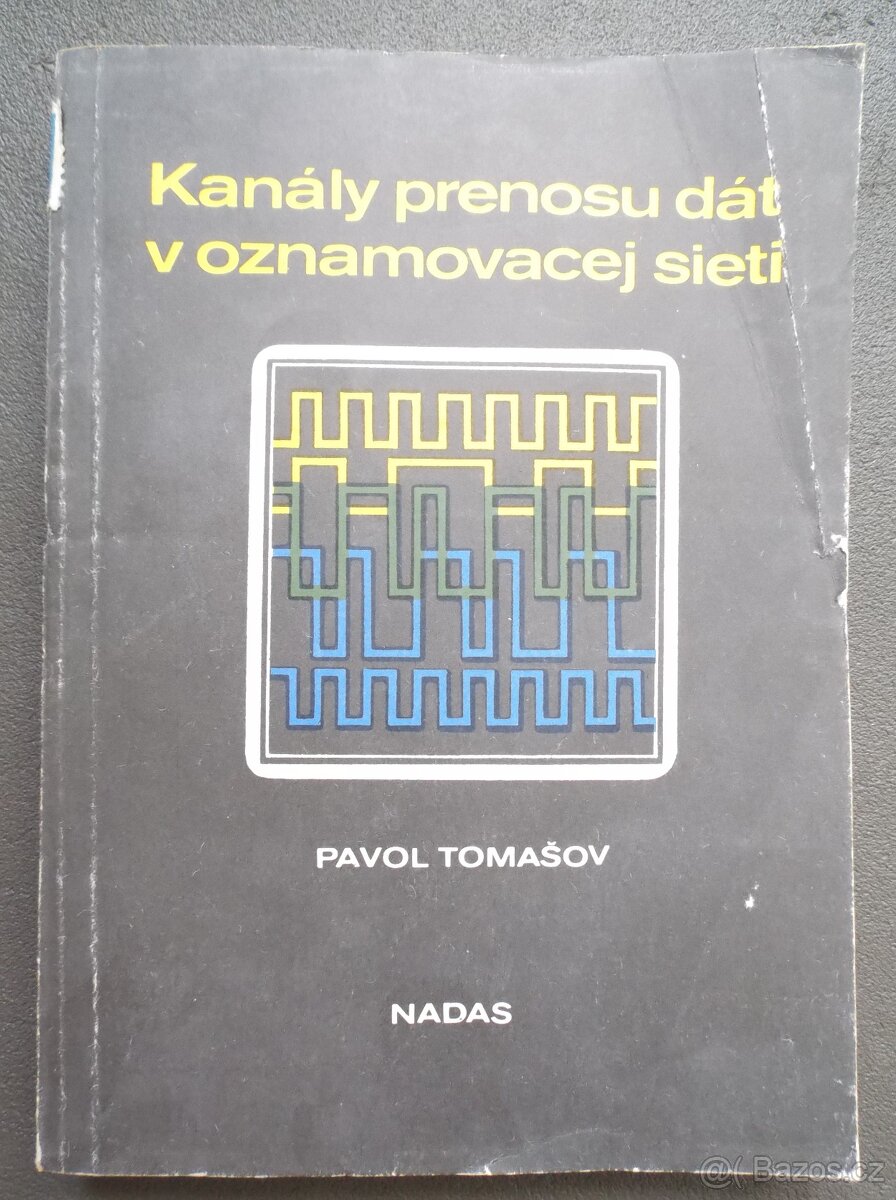 Kanály prenosu dát
v oznamovacej sieti
PAVOL TOMAŠOV
NADAS
@( Bazos.cz